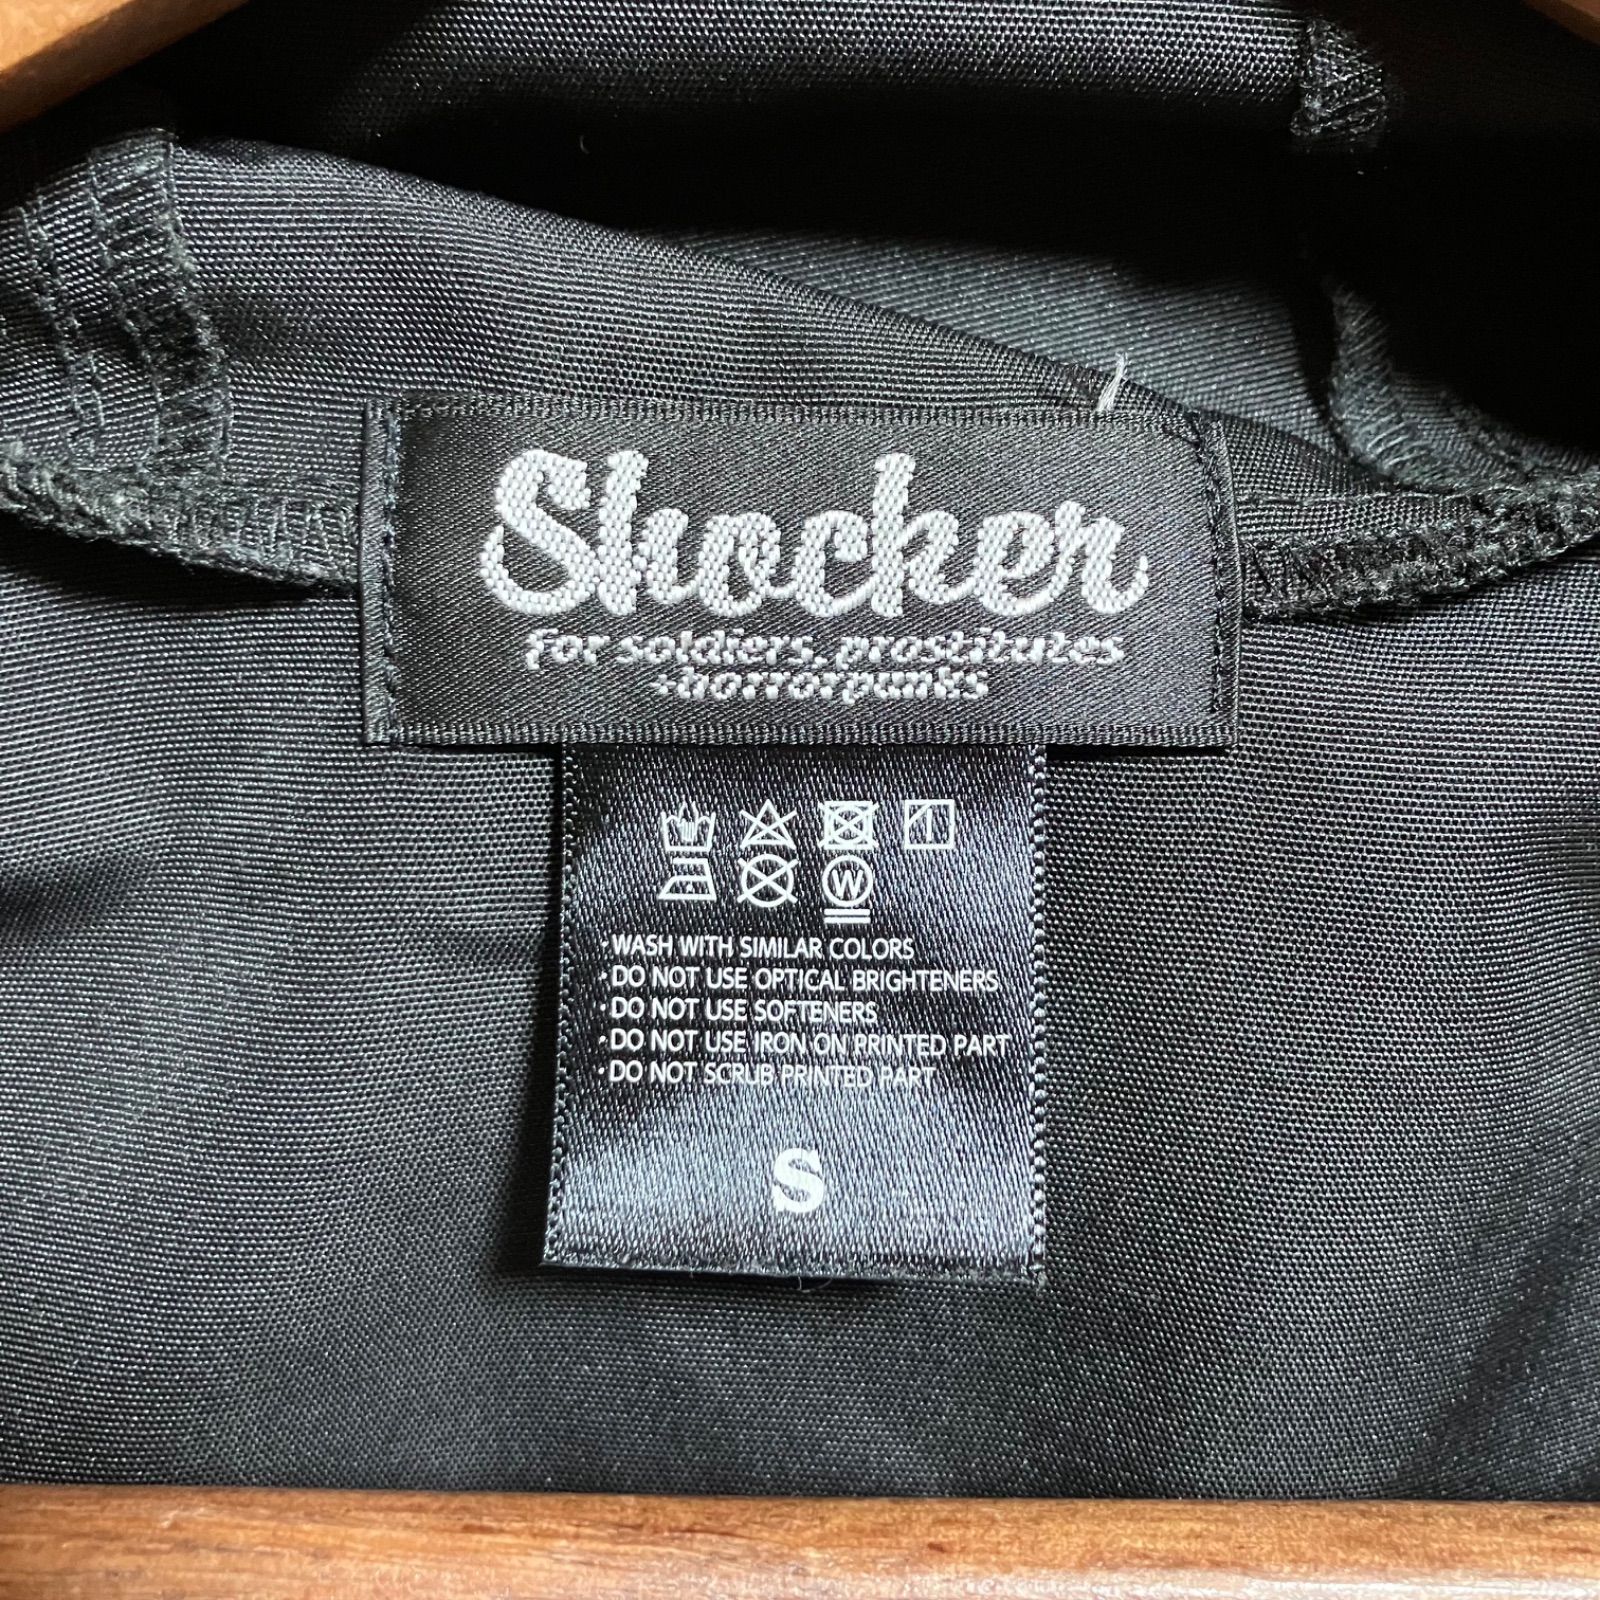 Shocker
For soldiers, prostitutes
+horrorpunks
W
·WASH WITH SIMILAR COLORS
·DO NOT USE OPTICAL BRIGHTENERS
·DO NOT USE SOFTENERS
·DO NOT USE IRON ON PRINTED PART
·DO NOT SCRUB PRINTED PART
S